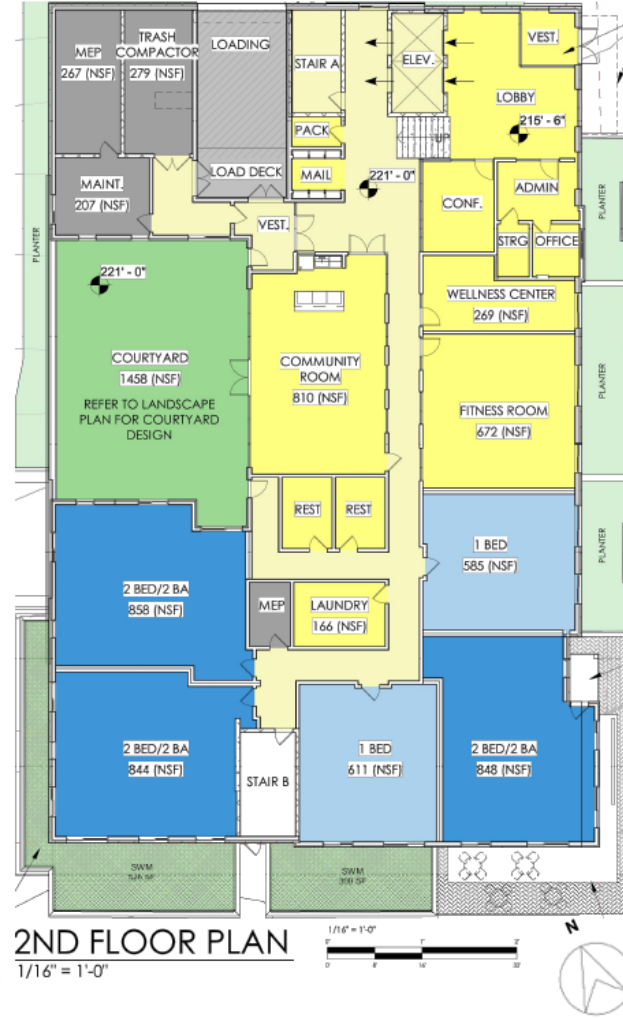 MEP
267 (NSF)
TRASH
COMPACTOR
279 (NSF)
LOADING
STAIR A
ELEV.
VEST.
LOBBY
215' - 6"
PACK
UP
LOAD DECK
MAIL
221' - 0"
MAINT.
207 (NSF)
CONF.
ADMIN
PLANTER
VEST.
STRG
OFFICE
PLANTER
221' - 0"
WELLNESS CENTER
269 (NSF)
COURTYARD
1458 (NSF)
REFER TO LANDSCAPE
PLAN FOR COURTYARD
DESIGN
COMMUNITY
ROOM
810 (NSF)
FITNESS ROOM
672 (NSF)
PLANTER
REST
REST
1 BED
585 (NSF)
PLANTER
2 BED/2 BA
858 (NSF)
MEP
LAUNDRY
166 (NSF)
2 BED/2 BA
844 (NSF)
STAIR B
1 BED
611 (NSF)
2 BED/2 BA
848 (NSF)
SWM
SWM
2ND FLOOR PLAN
1/16" = 1'-0"
1/16" = 1'-0"
N